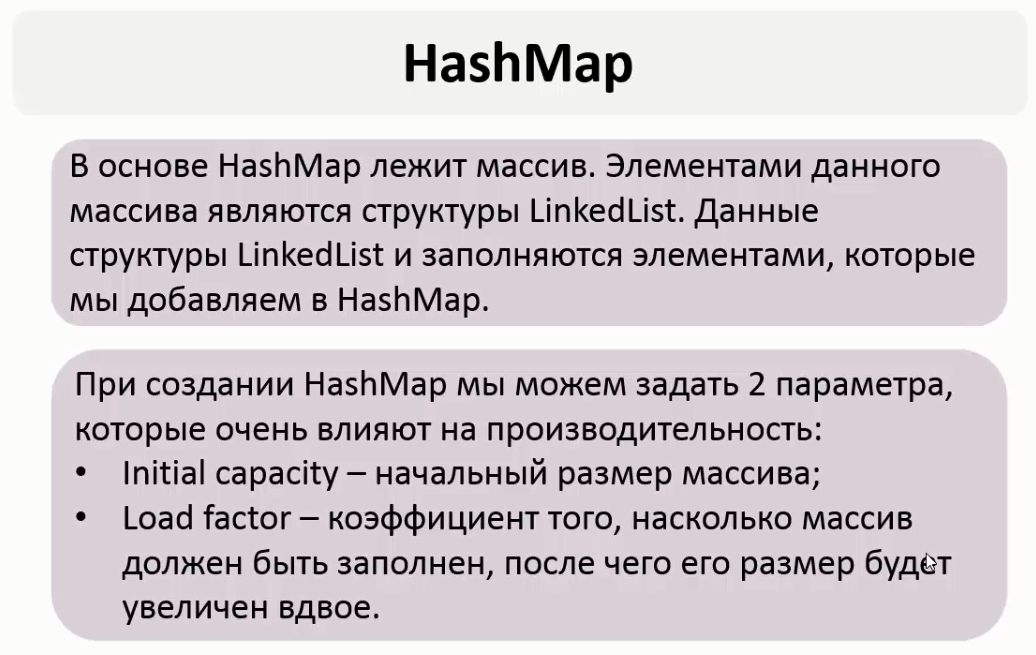 HashMap
В основе HashMap лежит массив. Элементами данного
массива являются структуры LinkedList. Данные
структуры LinkedList и заполняются элементами, которые
мы добавляем в HashMap.
При создании HashMap мы можем задать 2 параметра,
которые очень влияют на производительность:
• Initial capacity – начальный размер массива;
• Load factor – коэффициент того, насколько массив
должен быть заполнен, после чего его размер будет
увеличен вдвое.